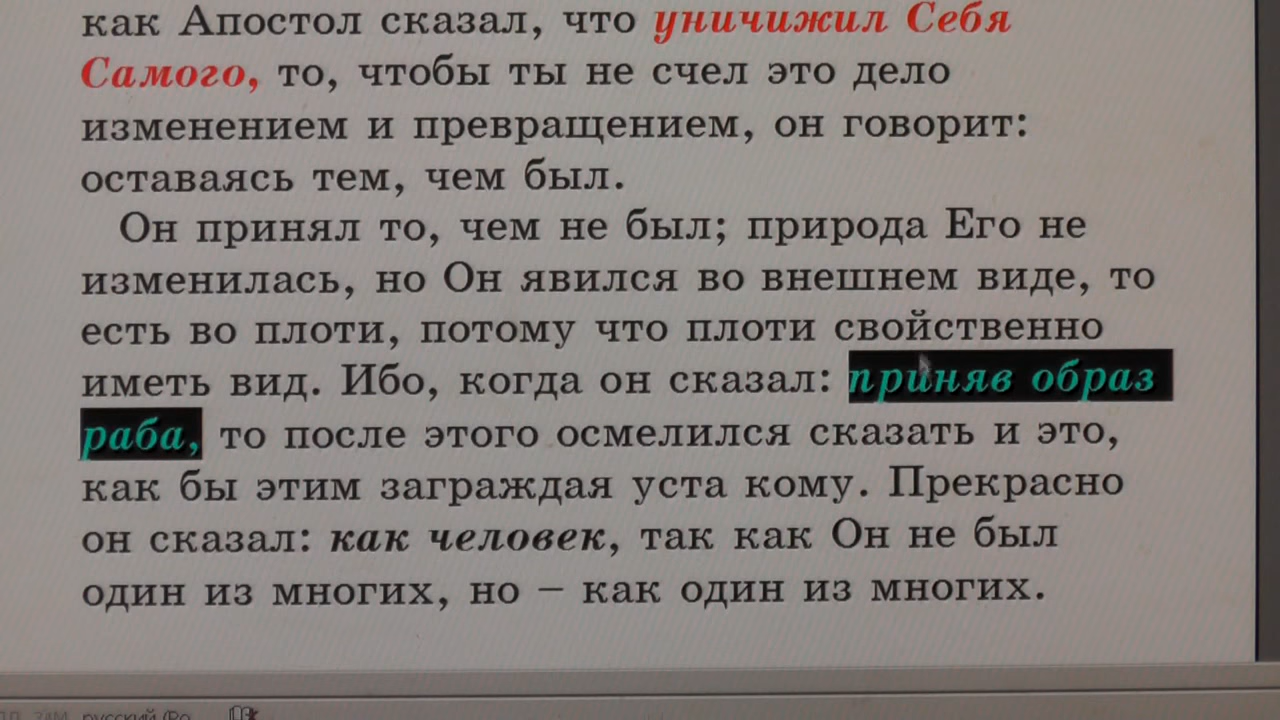 как Апостол сказал, что уничижил Себя
Самого, то, чтобы ты не счел это дело
изменением и превращением, он говорит:
оставаясь тем, чем был.
Он принял то, чем не был; природа Его не
изменилась, но Он явился во внешнем виде, то
есть во плоти, потому что плоти свойственно
иметь вид. Ибо, когда он сказал: приняв образ
раба, то после этого осмелился сказать и это,
как бы этим заграждая уста кому. Прекрасно
он сказал: как человек, так как Он не был
один из многих, но – как один из многих.
русский (Ро